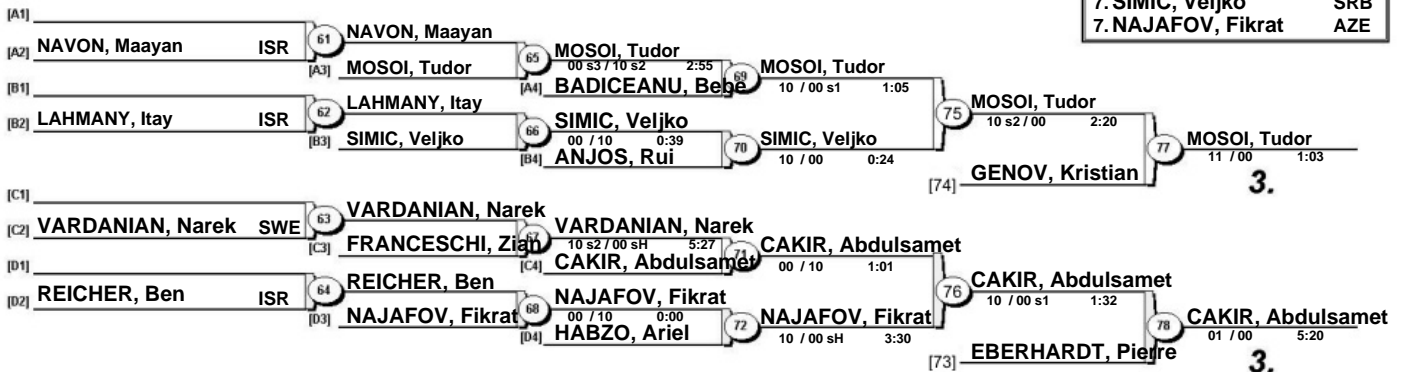 7. SIMIC, Veljko SRB
7. NAJAFOV, Fikrat AZE
[A1]
[A2] NAVON, Maayan ISR
61
NAVON, Maayan
[A3] MOSOI, Tudor
65
MOSOI, Tudor
00 s3 / 10 s2 2:55
[A4] BADICEANU, Bebe
69
MOSOI, Tudor
10 / 00 s1 1:05
[B1]
[B2] LAHMANY, Itay ISR
62
LAHMANY, Itay
[B3] SIMIC, Veljko
66
SIMIC, Veljko
00 / 10 0:39
[B4] ANJOS, Rui
70
SIMIC, Veljko
10 / 00 0:24
75
MOSOI, Tudor
10 s2 / 00 2:20
[74] GENOV, Kristian
77
MOSOI, Tudor
11 / 00 1:03
3.
[C1]
[C2] VARDANIAN, Narek SWE
63
VARDANIAN, Narek
[C3] FRANCESCHI, Zian
67
VARDANIAN, Narek
10 s2 / 00 sH 5:27
[C4] CAKIR, Abdulsamet
71
CAKIR, Abdulsamet
00 / 10 1:01
[D1]
[D2] REICHER, Ben ISR
64
REICHER, Ben
[D3] NAJAFOV, Fikrat
68
NAJAFOV, Fikrat
00 / 10 0:00
[D4] HABZO, Ariel
72
NAJAFOV, Fikrat
10 / 00 sH 3:30
76
CAKIR, Abdulsamet
10 / 00 s1 1:32
[73] EBERHARDT, Pierre
78
CAKIR, Abdulsamet
01 / 00 5:20
3.